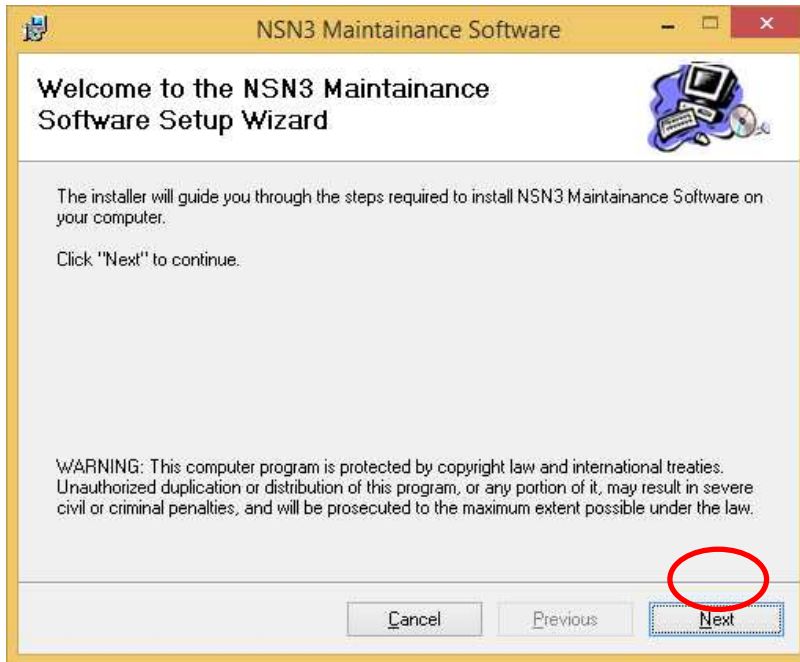 NSN3 Maintainance Software
Welcome to the NSN3 Maintainance
Software Setup Wizard
The installer will guide you through the steps required to install NSN3 Maintainance Software on
your computer.
Click "Next" to continue.
WARNING: This computer program is protected by copyright law and international treaties.
Unauthorized duplication or distribution of this program, or any portion of it, may result in severe
civil or criminal penalties, and will be prosecuted to the maximum extent possible under the law.
Cancel Previous Next